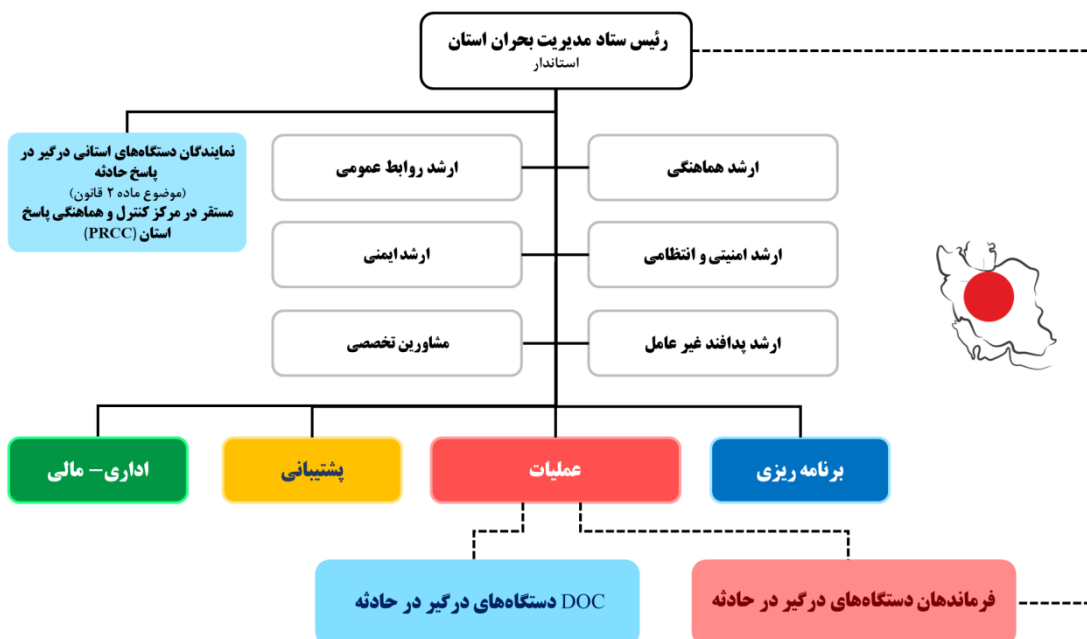 رئیس ستاد مدیریت بحران استان
استاندار
نمایندگان دستگاه‌های استانی درگیر در
پاسخ حادثه
(موضوع ماده ۲ قانون)
مستقر در مرکز کنترل و هماهنگی پاسخ
استان (PRCC)
ارشد هماهنگی
ارشد روابط عمومی
ارشد امنیتی و انتظامی
ارشد ایمنی
ارشد پدافند غیر عامل
مشاورین تخصصی
برنامه ریزی
عملیات
پشتیبانی
اداری- مالی
فرماندهان دستگاه‌های درگیر در حادثه
DOC دستگاه‌های درگیر در حادثه